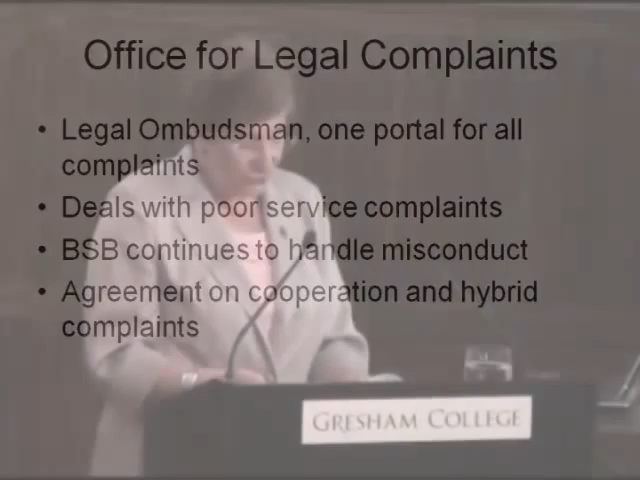 Office for Legal Complaints
• Legal Ombudsman, one portal for all
complaints
• Deals with poor service complaints
• BSB continues to handle misconduct
• Agreement on cooperation and hybrid
complaints
GRESHAM COLLEGE